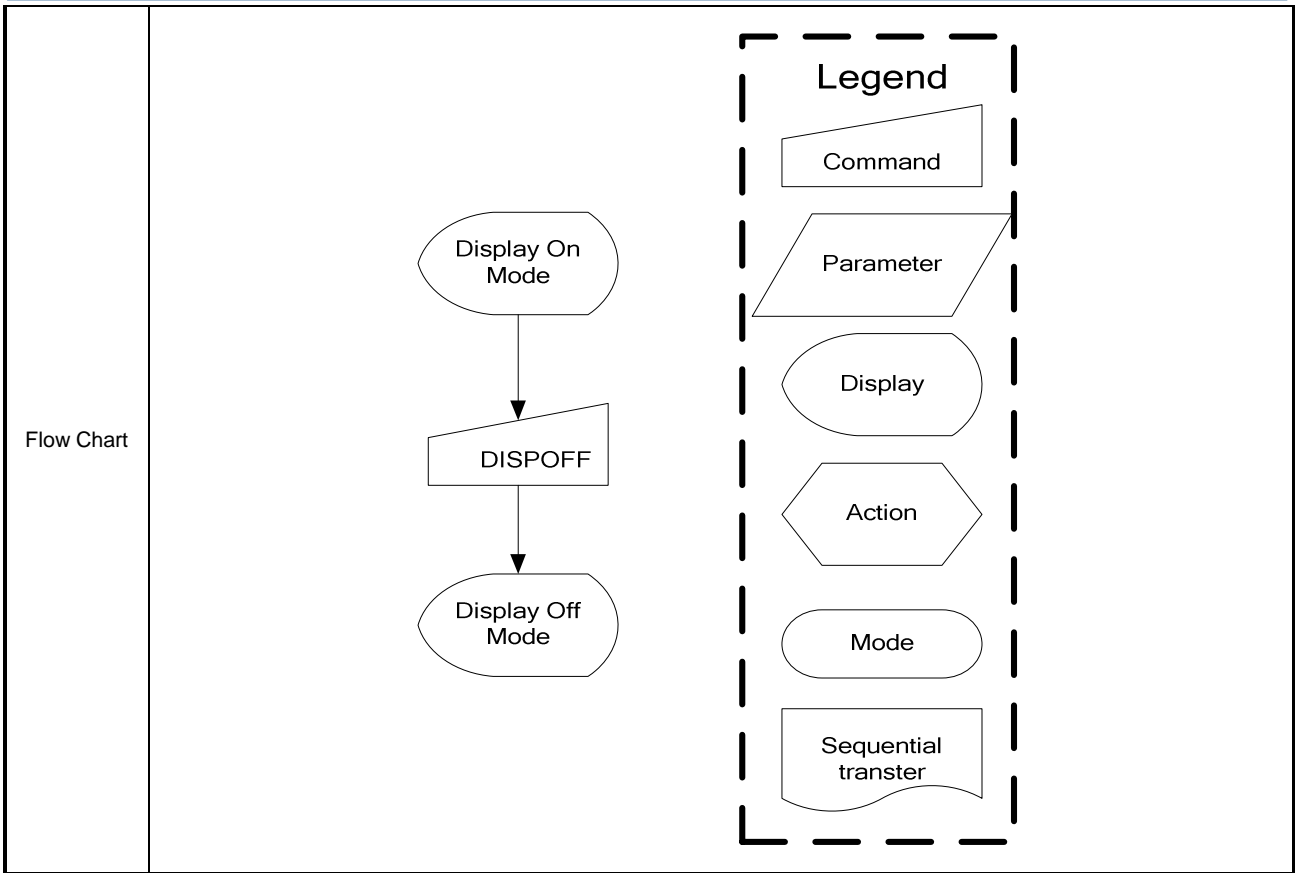 Flow Chart
Display On
Mode
DISPOFF
Display Off
Mode
Legend
Command
Parameter
Display
Action
Mode
Sequential
transter